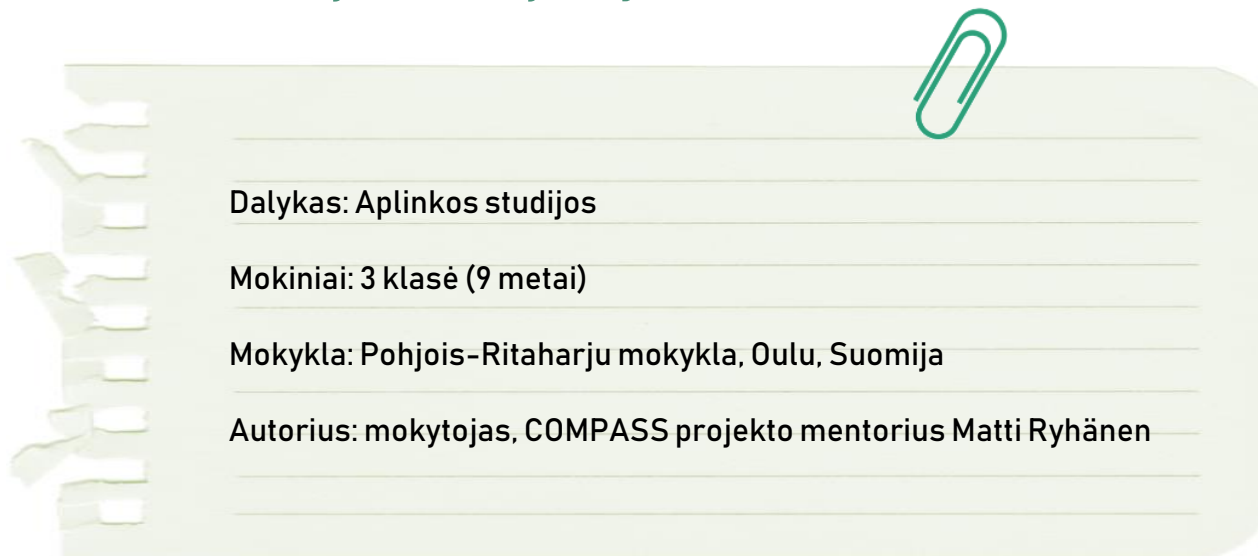 Dalykas: Aplinkos studijos
Mokiniai: 3 klasė (9 metai)
Mokykla: Pohjois-Ritaharju mokykla, Oulu, Suomija
Autorius: mokytojas, COMPASS projekto mentorius Matti Ryhänen